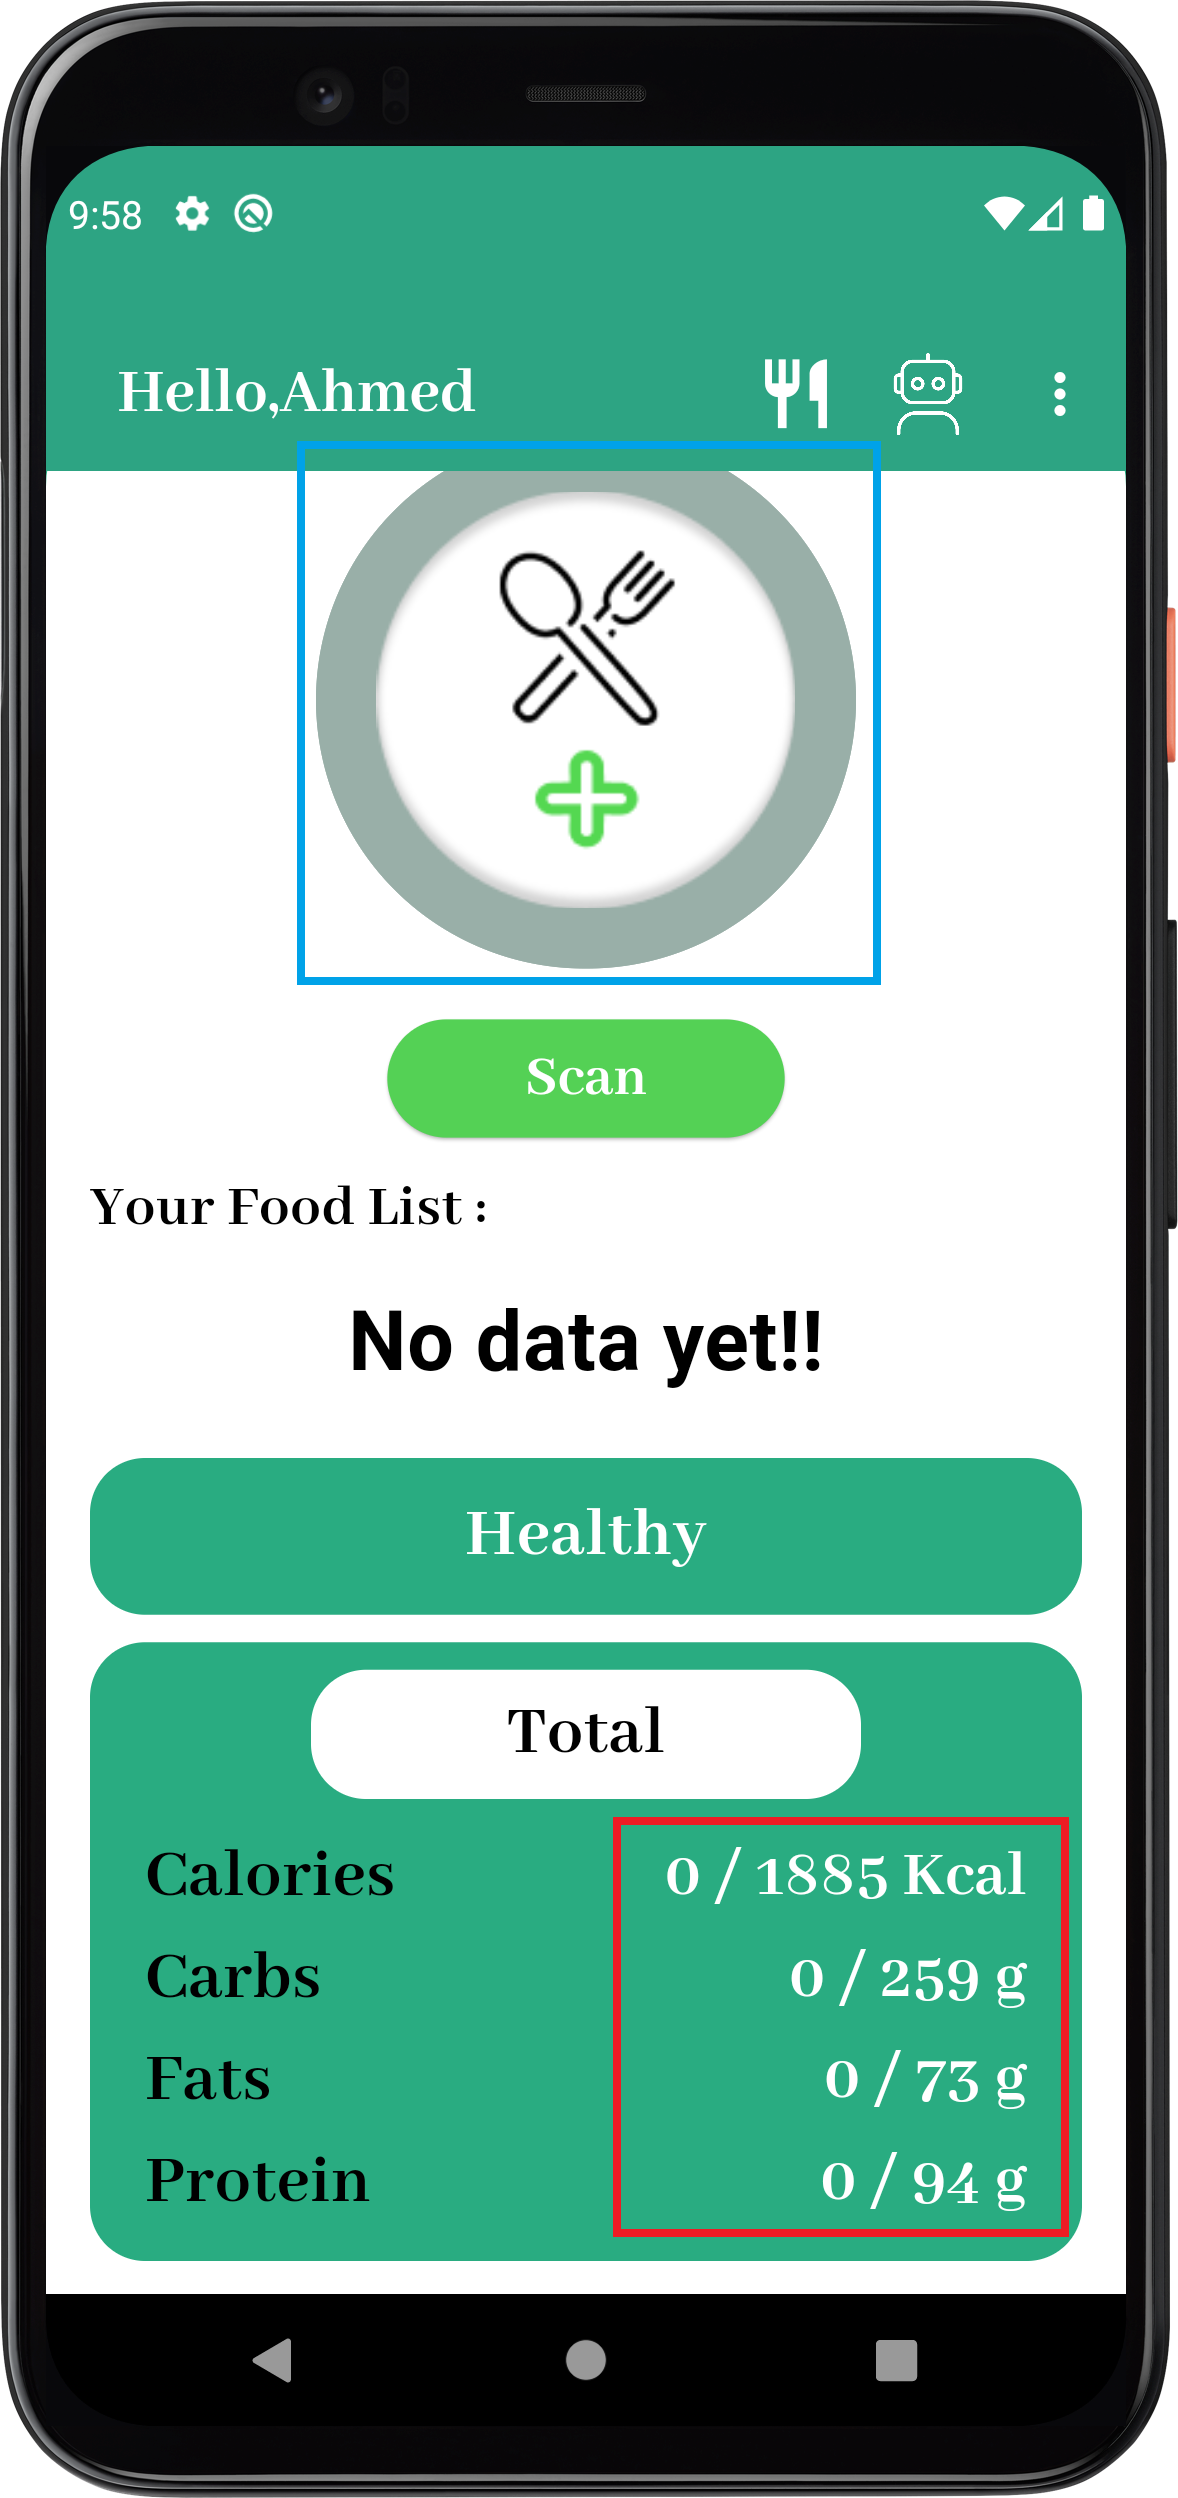 9:58
Hello,Ahmed
Scan
Your Food List :
No data yet!!
Healthy
Total
Calories 0 / 1885 Kcal
Carbs 0 / 259 g
Fats 0 / 73 g
Protein 0 / 94 g